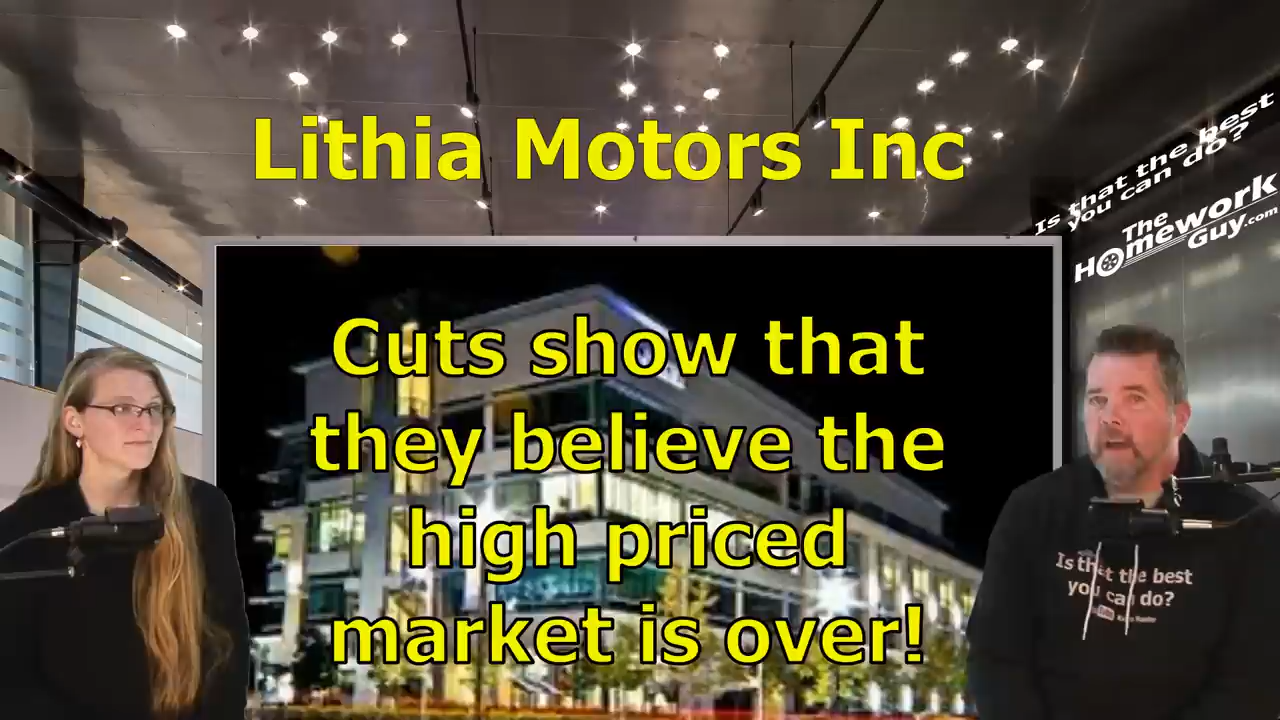 Lithia Motors Inc
Is that the best
you can do?
The
Homework
Guy.com
Cuts show that
they believe the
high priced
market is over!
Is that the best
you can do?